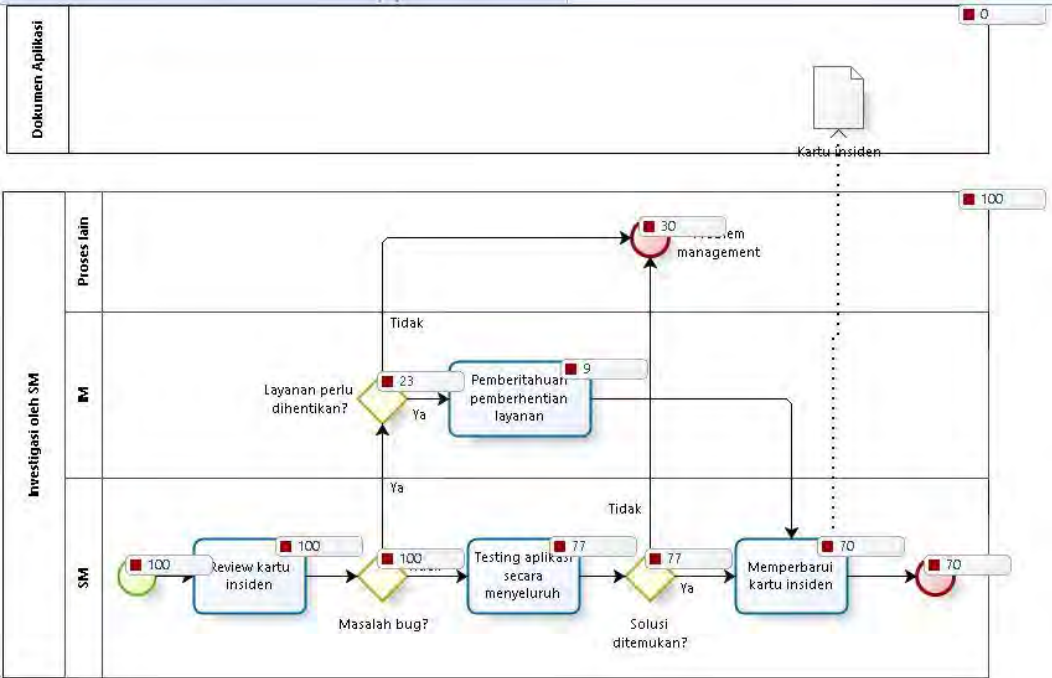 0
Dokumen Aplikasi
Kartu insiden
100
Investigasi oleh SM
Proses lain
30
management
Tidak
IM
Layanan perlu
dihentikan?
23
Ya
9
Pemberitahuan
pemberhentian
layanan
Ya
Tidak
SM
100
100
Review kartu
insiden
100
Masalah bug?
77
Testing aplikasi
secara
menyeluruh
77
Ya
Solusi
ditemukan?
70
Memperbarui
kartu insiden
70